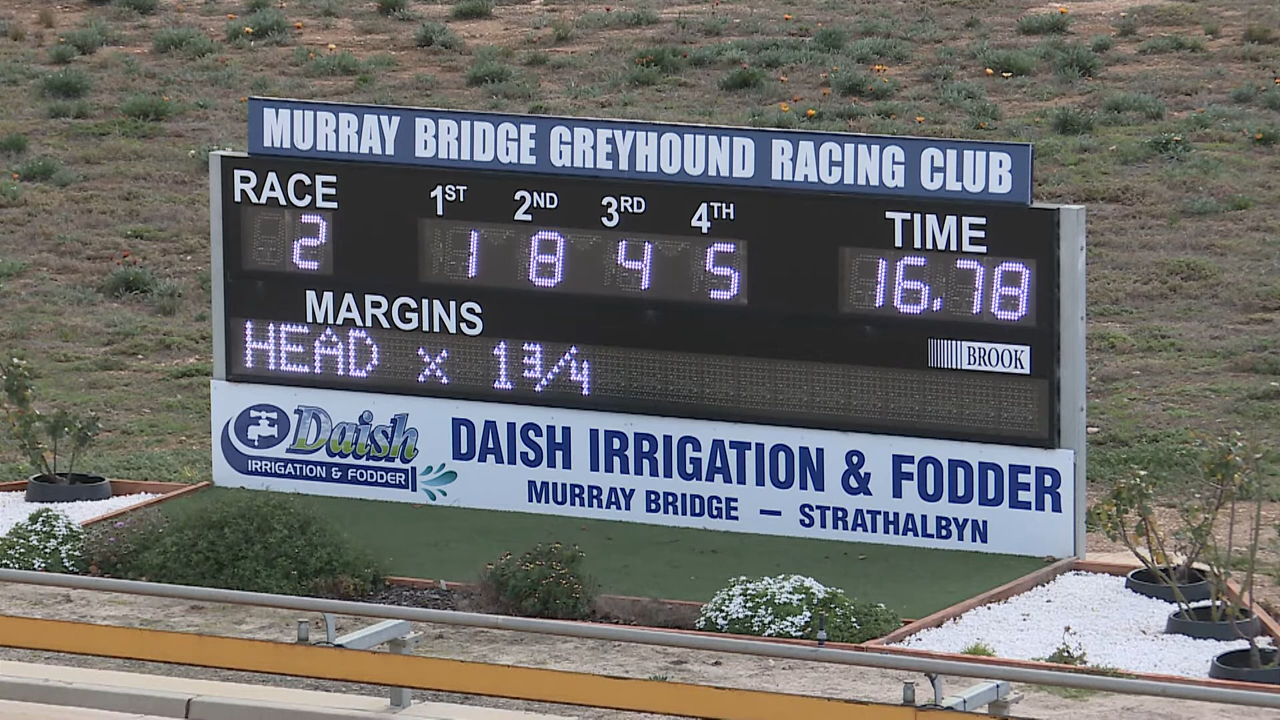 MURRAY BRIDGE GREYHOUND RACING CLUB
RACE 1ST 2ND 3RD 4TH TIME
2 1 8 4 5 16.78
MARGINS
HEAD x 1¾
BROOK
Daish
IRRIGATION & FODDER
DAISH IRRIGATION & FODDER
MURRAY BRIDGE – STRATHALBYN